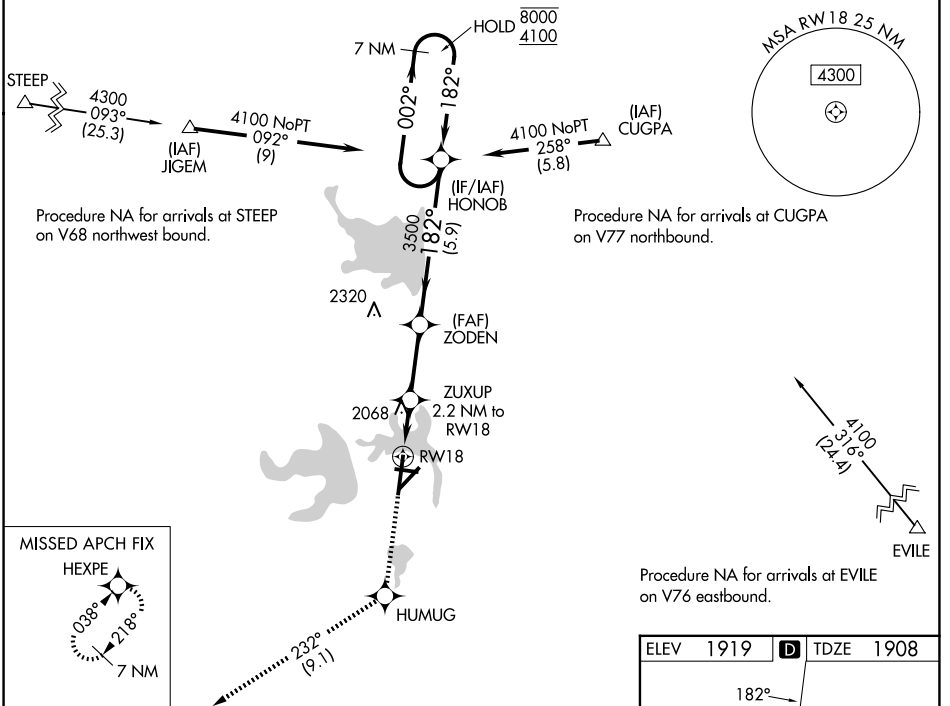 HOLD 8000
4100
7 NM
002°
182°
STEEP
4300
093°
(25.3)
4100 NoPT
092°
(9)
(IAF)
JIGEM
4100 NoPT
258°
(5.8)
(IAF)
CUGPA
MSA RW18 25 NM
4300
(IF/IAF)
HONOB
Procedure NA for arrivals at STEEP
on V68 northwest bound.
Procedure NA for arrivals at CUGPA
on V77 northbound.
3500
182°
(5.9)
2320
(FAF)
ZODEN
ZUXUP
2.2 NM to
RW18
2068
RW18
4100
316°
(24.4)
EVILE
Procedure NA for arrivals at EVILE
on V76 eastbound.
MISSED APCH FIX
HEXPE
038°
218°
7 NM
HUMUG
232°
(9.1)
ELEV 1919 D TDZE 1908
182°